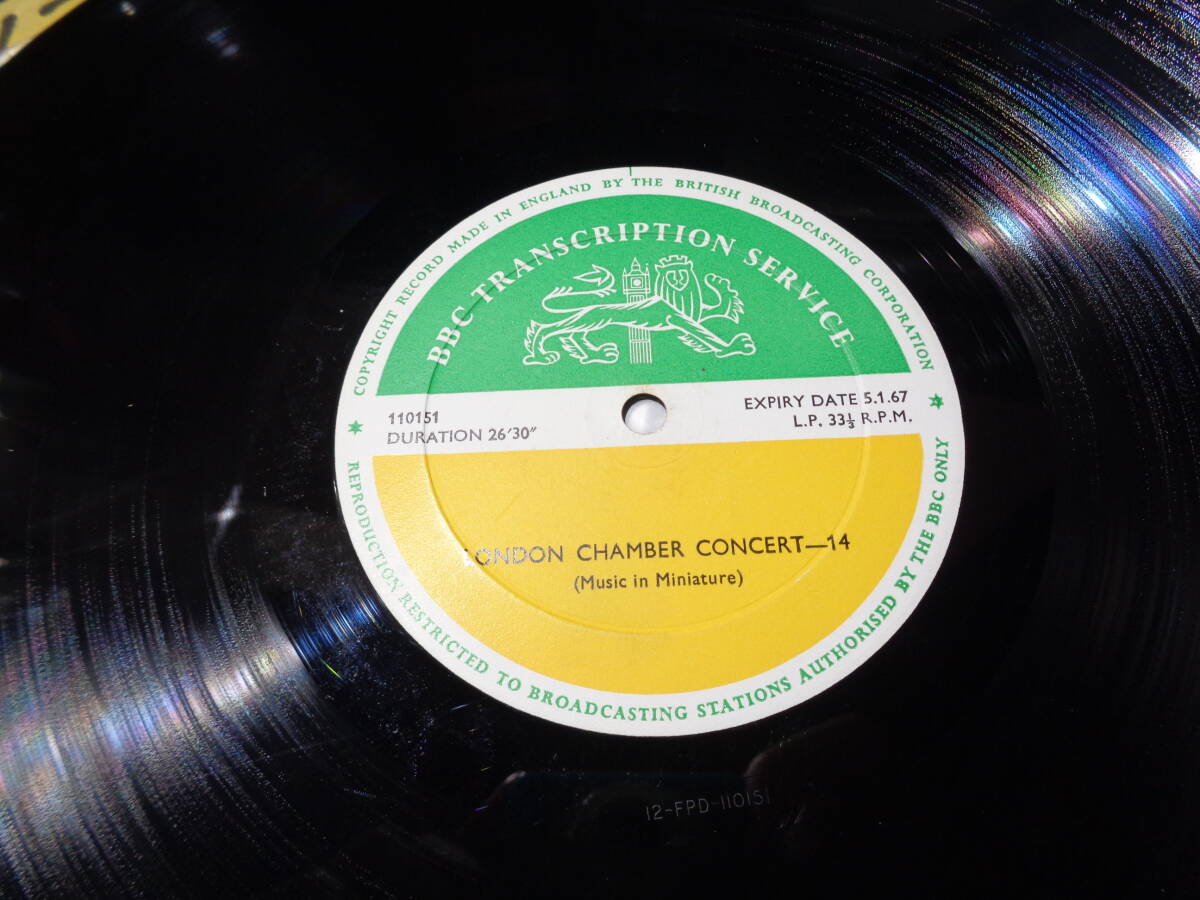 COPYRIGHT RECORD MADE IN ENGLAND BY THE BRITISH BROADCASTING CORPORATION
BBC TRANSCRIPTION SERVICE
110151
DURATION 26'30"
EXPIRY DATE 5.1.67
L.P. 33⅓ R.P.M.
LONDON CHAMBER CONCERT—14
(Music in Miniature)
REPRODUCTION RESTRICTED TO BROADCASTING STATIONS AUTHORISED BY THE BBC ONLY
12-FPD-110151